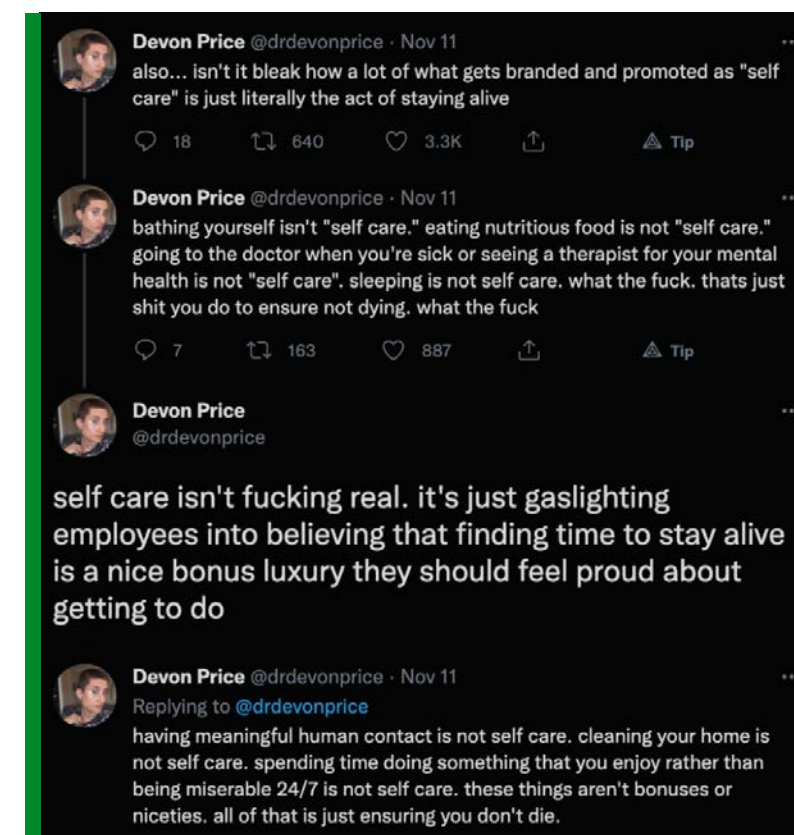 Devon Price @drdevonprice · Nov 11
also... isn't it bleak how a lot of what gets branded and promoted as "self
care" is just literally the act of staying alive
18 640 3.3K Tip
Devon Price @drdevonprice · Nov 11
bathing yourself isn't "self care." eating nutritious food is not "self care."
going to the doctor when you're sick or seeing a therapist for your mental
health is not "self care". sleeping is not self care. what the fuck. thats just
shit you do to ensure not dying. what the fuck
7 163 887 Tip
Devon Price
@drdevonprice
self care isn't fucking real. it's just gaslighting
employees into believing that finding time to stay alive
is a nice bonus luxury they should feel proud about
getting to do
Devon Price @drdevonprice · Nov 11
Replying to @drdevonprice
having meaningful human contact is not self care. cleaning your home is
not self care. spending time doing something that you enjoy rather than
being miserable 24/7 is not self care. these things aren't bonuses or
niceties. all of that is just ensuring you don't die.